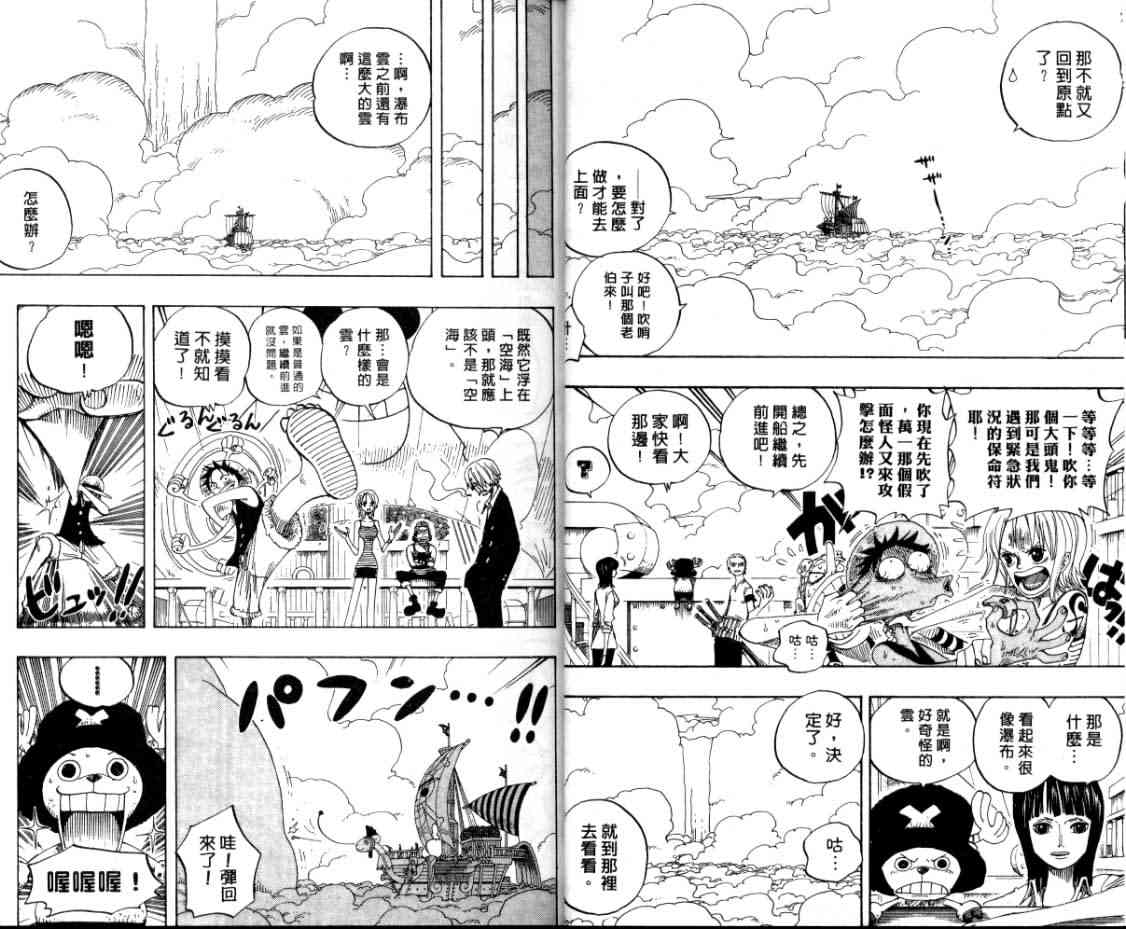 那不就又
回到原點
了？
ギギ…
——對了
，要怎麼
做才能去
上面？
好吧！吹哨
子叫那個老
伯來！
等等等…等
一下！吹你
個大頭鬼！
那可是我們
遇到緊急狀
況的保命符
耶！
你現在先吹了
，萬一那個假
面怪人又來攻
擊怎麼辦!?
ガ
ばっ
咕咕
…
總之，先
開船繼續
前進吧！
啊！大
家快看
那邊！
？
那是
什麼…
看起來很
像瀑布。
就是啊，
好奇怪的
雲。
好，決
定了。
咕…
就到那裡
去看看。
…啊，瀑布
雲之前還有
這麼大的雲
啊…
怎麼辦？
既然它浮在
「空海」上
頭，那就應
該不是「空
海」。
那…會是
什麼樣的
雲？
如果是普通的
雲，繼續前進
就沒問題。
摸摸看
不就知
道了！
ぐるんぐるん
嗯嗯！
ビュッ!!
パフン…!!
哇！彈回
來了！
……
喔喔喔！